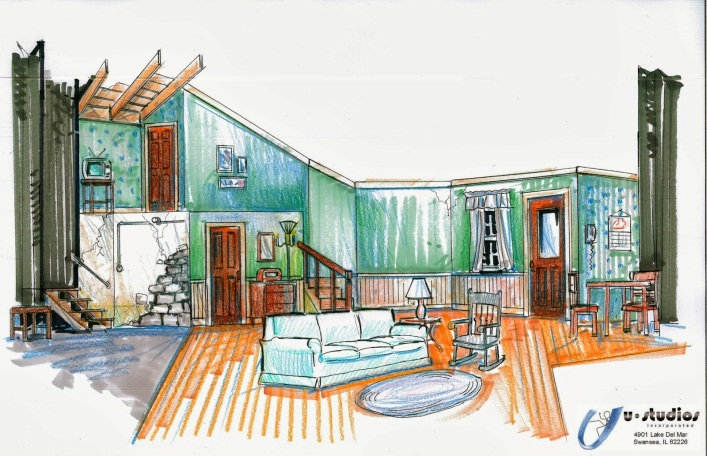 u·studios
incorporated
4901 Lake Del Mar
Swansea, IL 62226